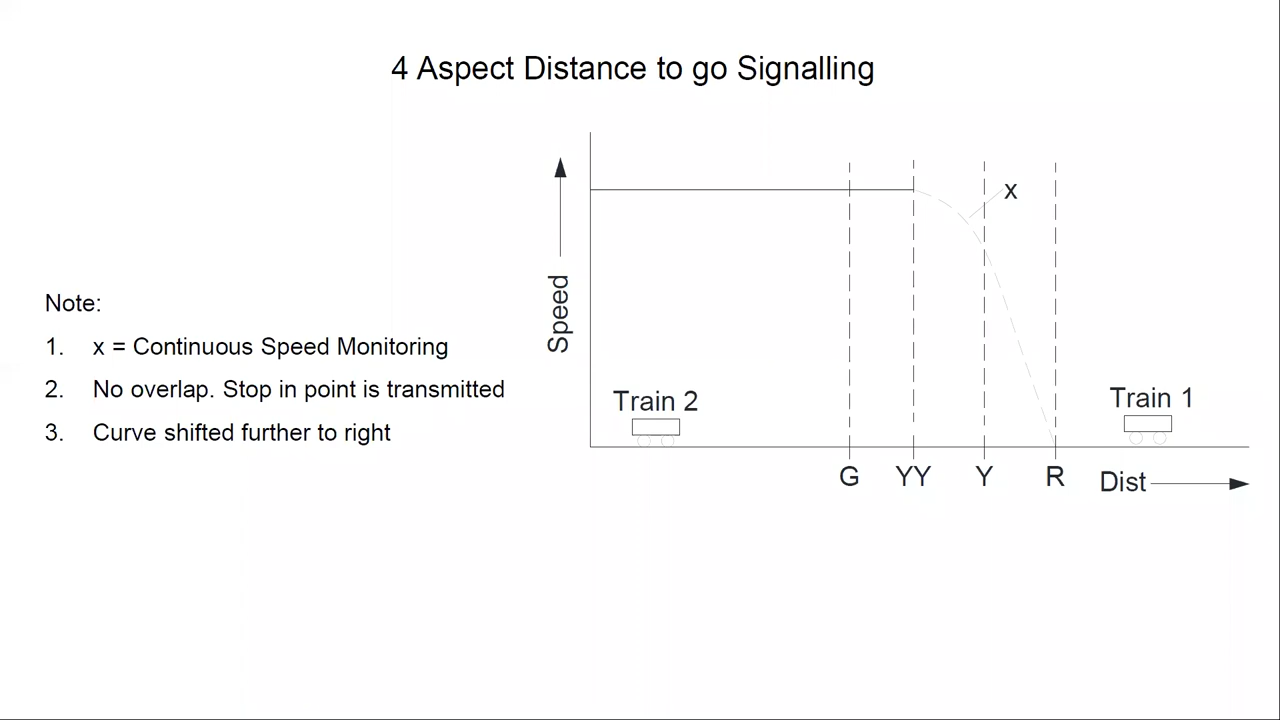 4 Aspect Distance to go Signalling
x
Speed
Note:
1. x = Continuous Speed Monitoring
2. No overlap. Stop in point is transmitted
3. Curve shifted further to right
Train 2
Train 1
G YY Y R Dist